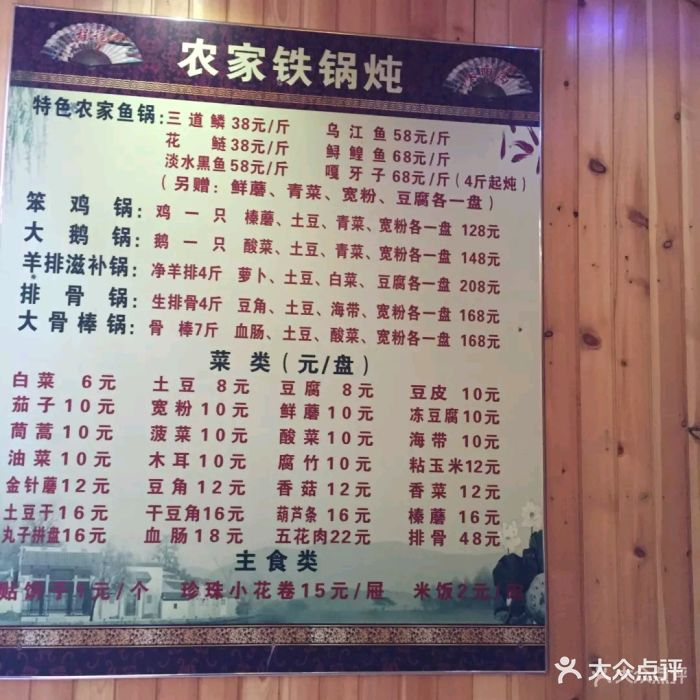 农家铁锅炖
特色农家鱼锅：三道鳞38元/斤 乌江鱼58元/斤
花鲢38元/斤 鲟鳇鱼68元/斤
淡水黑鱼58元/斤 嘎牙子68元/斤（4斤起炖）
（另赠：鲜蘑、青菜、宽粉、豆腐各一盘）
笨鸡锅：鸡一只 榛蘑、土豆、青菜、宽粉各一盘 128元
大鹅锅：鹅一只 酸菜、土豆、青菜、宽粉各一盘 148元
羊排滋补锅：净羊排4斤 萝卜、土豆、白菜、豆腐各一盘 208元
排骨锅：生排骨4斤 豆角、土豆、海带、宽粉各一盘 168元
大骨棒锅：骨棒7斤 血肠、土豆、酸菜、宽粉各一盘 168元
菜类（元/盘）
白菜 6元 土豆 8元 豆腐 8元 豆皮 10元
茄子10元 宽粉10元 鲜蘑10元 冻豆腐10元
茼蒿10元 菠菜10元 酸菜10元 海带10元
油菜10元 木耳10元 腐竹10元 粘玉米12元
金针蘑12元 豆角12元 香菇12元 香菜12元
土豆干16元 干豆角16元 葫芦条16元 榛蘑16元
丸子拼盘16元 血肠18元 五花肉22元 排骨48元
主食类
贴饼子1元/个 珍珠小花卷15元/屉 米饭2元/
大众点评